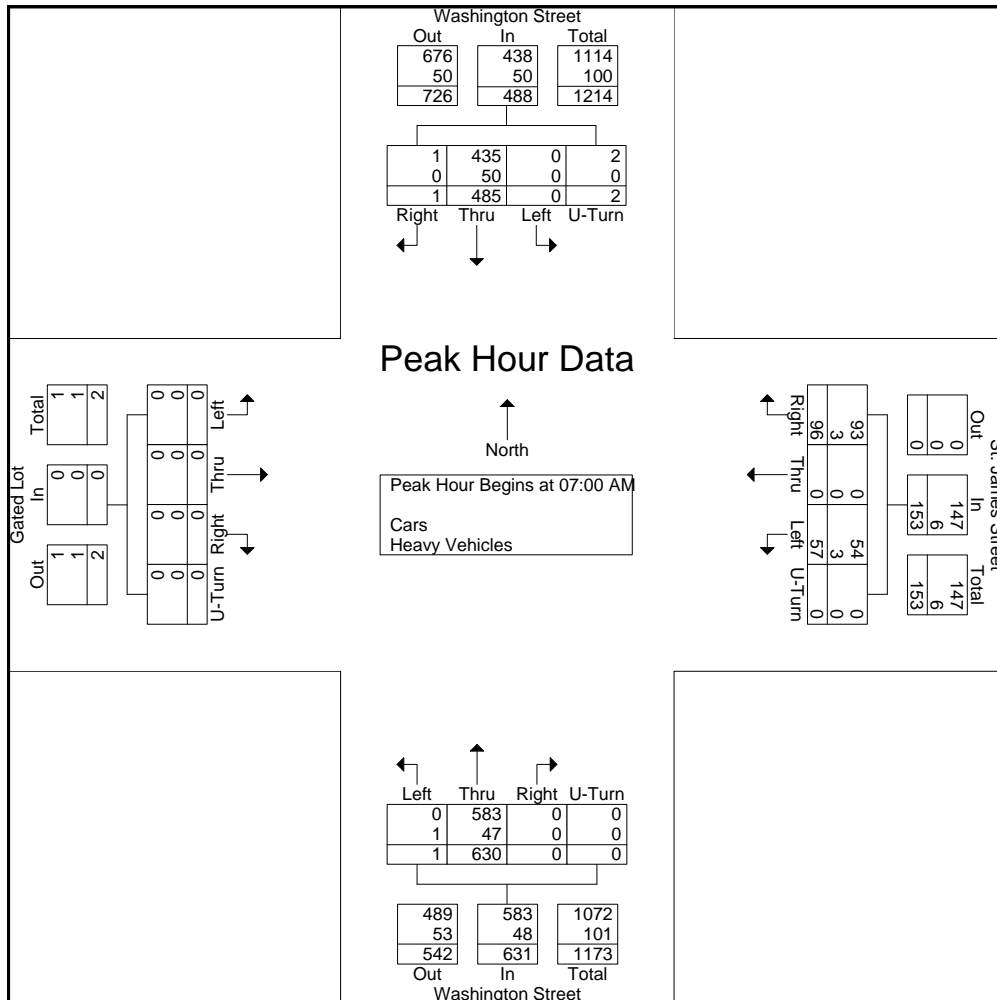 Washington Street
Out In Total
676 438 1114
50 50 100
726 488 1214
1 435 0 2
0 50 0 0
1 485 0 2
Right Thru Left U-Turn
Peak Hour Data
North
Peak Hour Begins at 07:00 AM
Cars
Heavy Vehicles
Gated Lot
Out In Total
1 0 1
1 0 1
2 0 2
0 0 0 0
0 0 0 0
0 0 0 0
Left Thru Right U-Turn
St. James Street
Out In Total
0 147 147
0 6 6
0 153 153
93 0 54 0
3 0 3 0
96 0 57 0
Right Thru Left U-Turn
Left Thru Right U-Turn
0 583 0 0
1 47 0 0
1 630 0 0
489 583 1072
53 48 101
542 631 1173
Out In Total
Washington Street